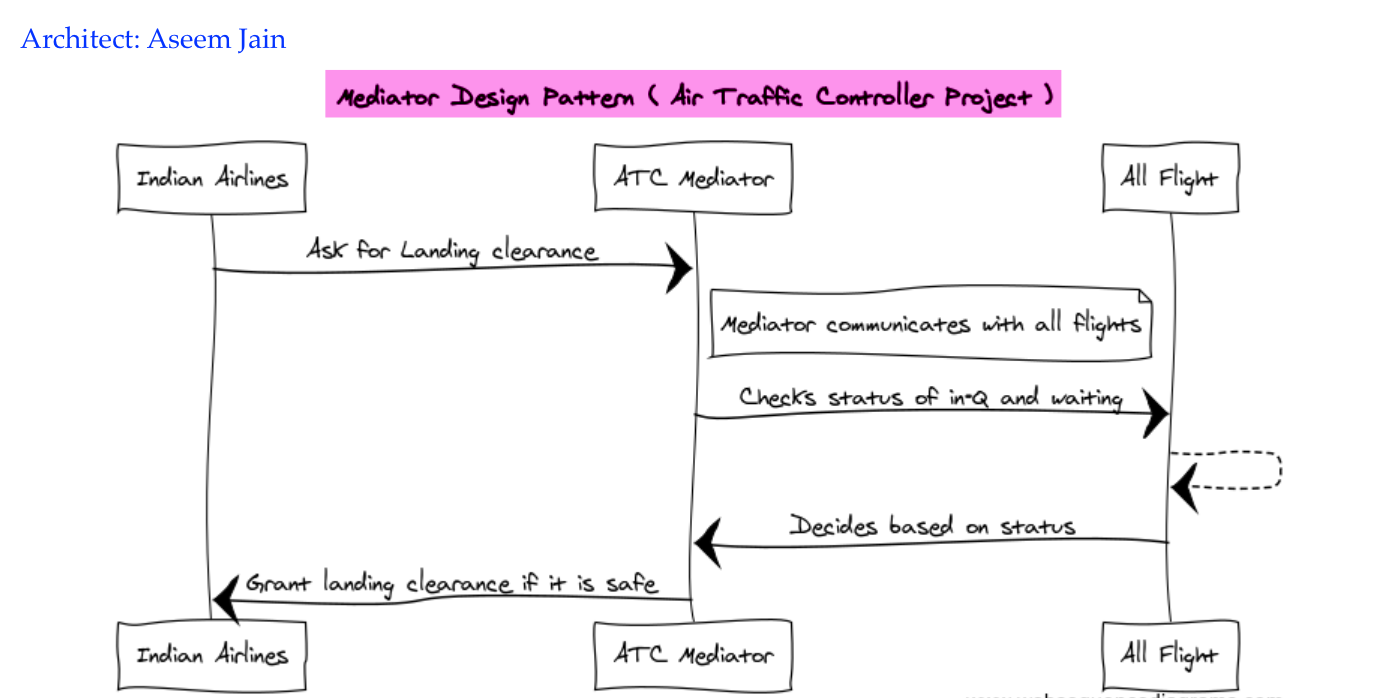 Architect: Aseem Jain
Mediator Design Pattern ( Air Traffic Controller Project )
Indian Airlines
ATC Mediator
All Flight
Ask for Landing clearance
Mediator communicates with all flights
Checks status of in-Q and waiting
Decides based on status
Grant landing clearance if it is safe
Indian Airlines
ATC Mediator
All Flight